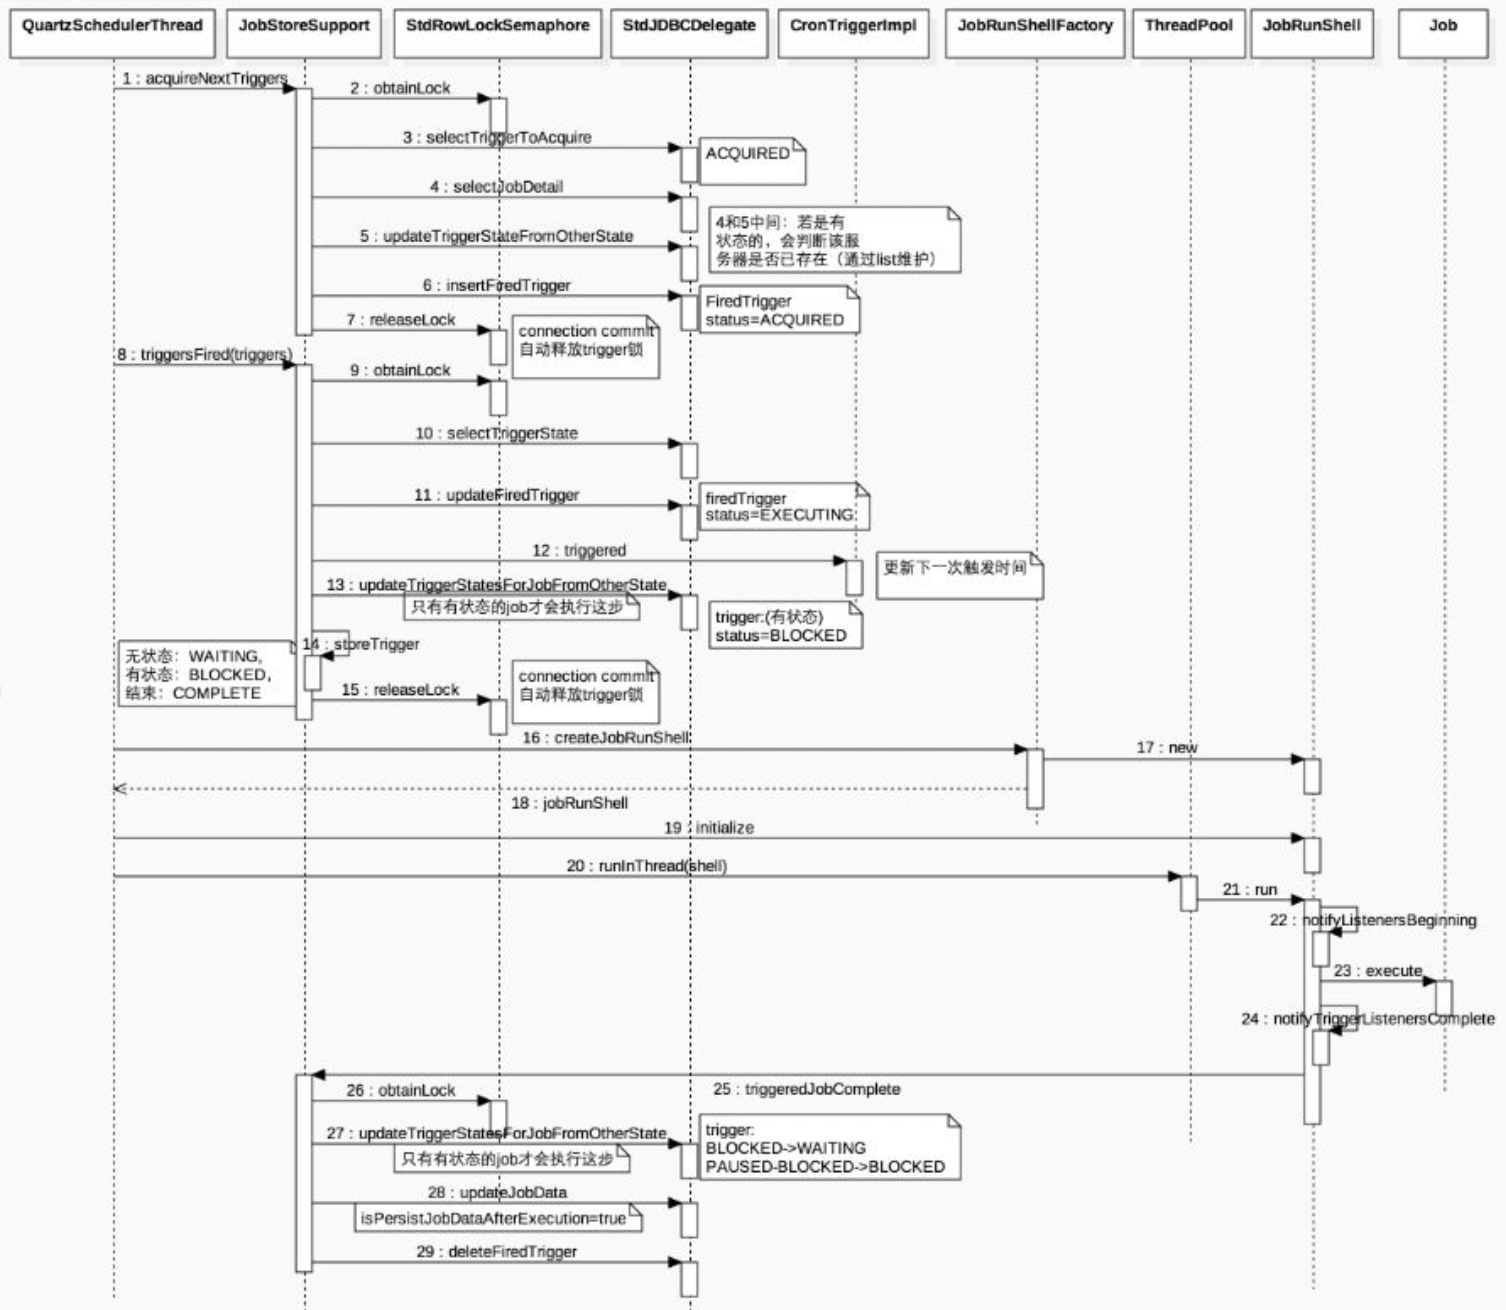 QuartzSchedulerThread
JobStoreSupport
StdRowLockSemaphore
StdJDBCDelegate
CronTriggerImpl
JobRunShellFactory
ThreadPool
JobRunShell
Job
1 : acquireNextTriggers
2 : obtainLock
3 : selectTriggerToAcquire
ACQUIRED
4 : selectJobDetail
4和5中间：若是有
状态的，会判断该服
务器是否已存在（通过list维护）
5 : updateTriggerStateFromOtherState
6 : insertFiredTrigger
FiredTrigger
status=ACQUIRED
7 : releaseLock
connection commit
自动释放trigger锁
8 : triggersFired(triggers)
9 : obtainLock
10 : selectTriggerState
11 : updateFiredTrigger
firedTrigger
status=EXECUTING
12 : triggered
更新下一次触发时间
13 : updateTriggerStatesForJobFromOtherState
只有有状态的job才会执行这步
trigger:(有状态)
status=BLOCKED
14 : storeTrigger
无状态：WAITING,
有状态：BLOCKED,
结束：COMPLETE
15 : releaseLock
connection commit
自动释放trigger锁
16 : createJobRunShell
17 : new
18 : jobRunShell
19 : initialize
20 : runInThread(shell)
21 : run
22 : notifyListenersBeginning
23 : execute
24 : notifyTriggerListenersComplete
25 : triggeredJobComplete
26 : obtainLock
27 : updateTriggerStatesForJobFromOtherState
只有有状态的job才会执行这步
trigger:
BLOCKED->WAITING
PAUSED-BLOCKED->BLOCKED
28 : updateJobData
isPersistJobDataAfterExecution=true
29 : deleteFiredTrigger